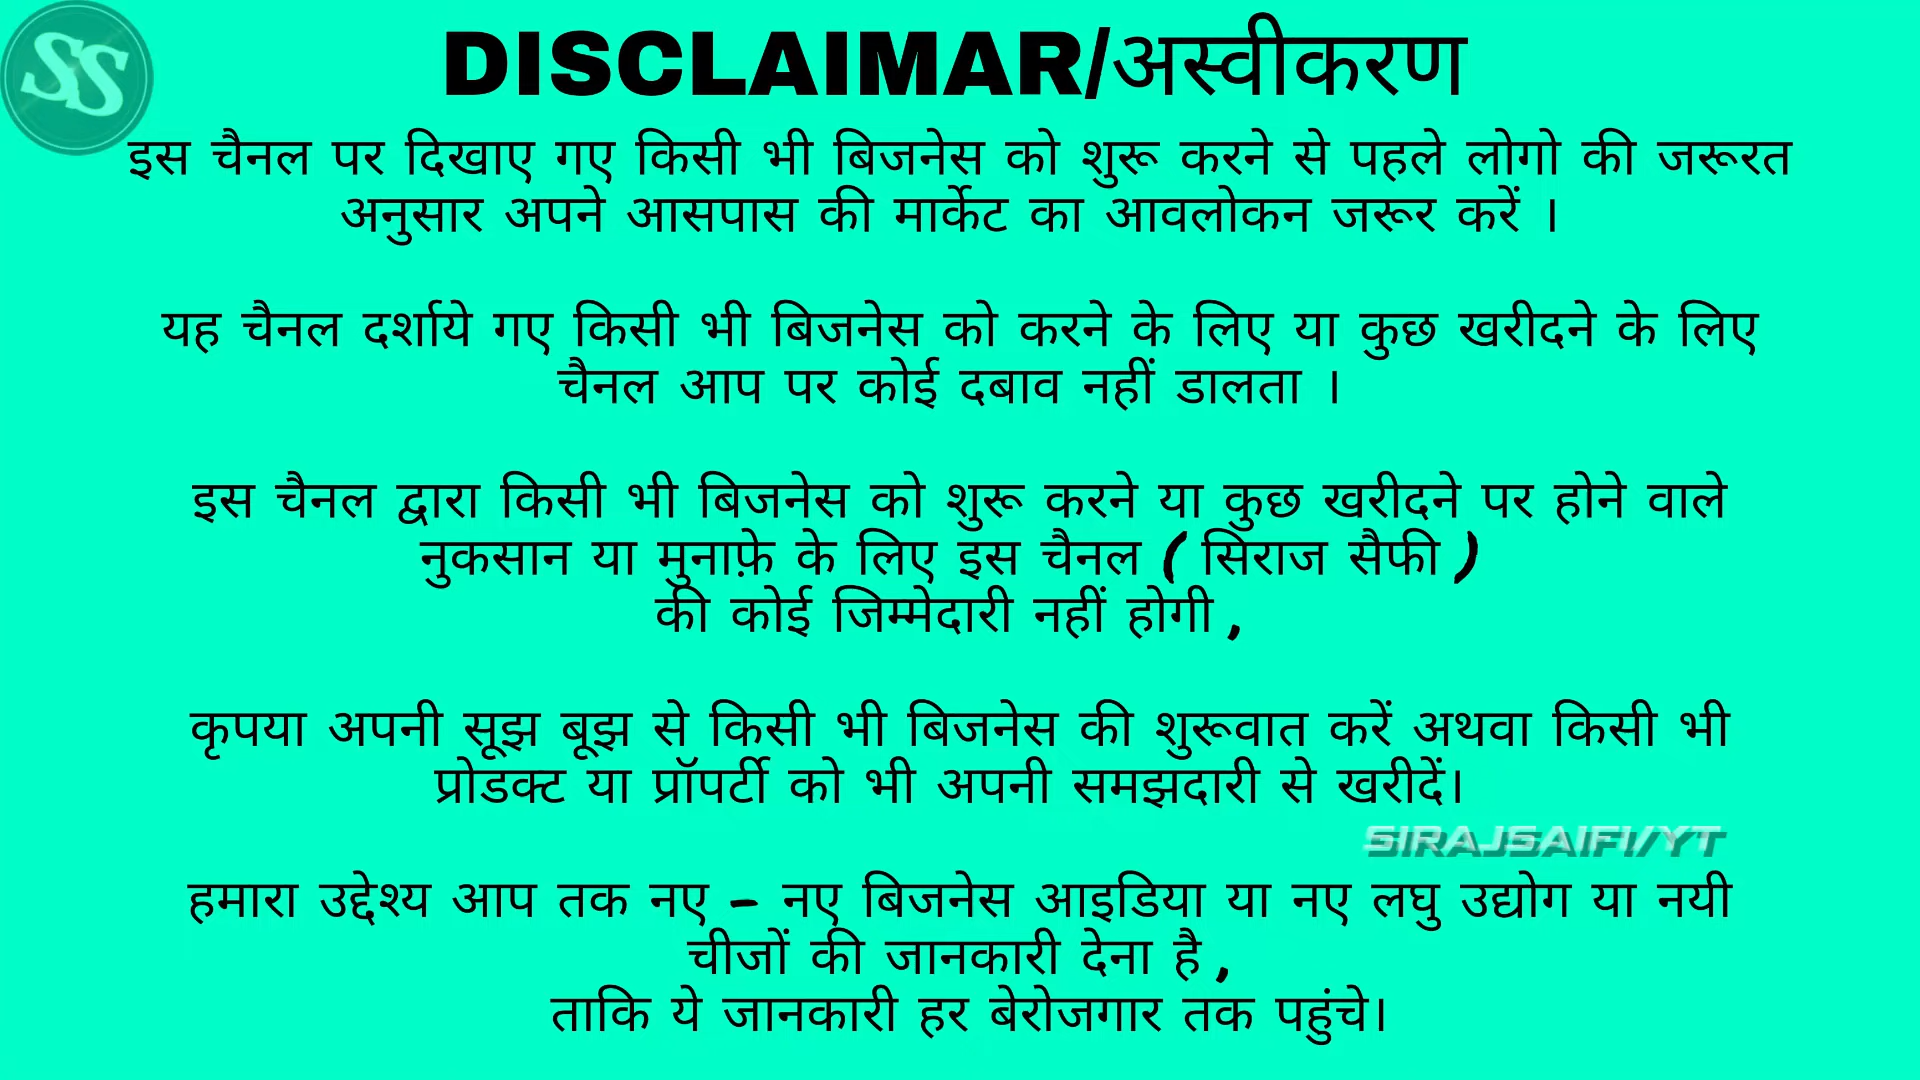 SS
DISCLAIMAR/अस्वीकरण
इस चैनल पर दिखाए गए किसी भी बिजनेस को शुरू करने से पहले लोगो की जरूरत
अनुसार अपने आसपास की मार्केट का आवलोकन जरूर करें ।
यह चैनल दर्शाये गए किसी भी बिजनेस को करने के लिए या कुछ खरीदने के लिए
चैनल आप पर कोई दबाव नहीं डालता ।
इस चैनल द्वारा किसी भी बिजनेस को शुरू करने या कुछ खरीदने पर होने वाले
नुकसान या मुनाफ़े के लिए इस चैनल ( सिराज सैफी )
की कोई जिम्मेदारी नहीं होगी ,
कृपया अपनी सूझ बूझ से किसी भी बिजनेस की शुरूवात करें अथवा किसी भी
प्रोडक्ट या प्रॉपर्टी को भी अपनी समझदारी से खरीदें।
SIRAJSAIFI/YT
हमारा उद्देश्य आप तक नए - नए बिजनेस आइडिया या नए लघु उद्योग या नयी
चीजों की जानकारी देना है ,
ताकि ये जानकारी हर बेरोजगार तक पहुंचे।